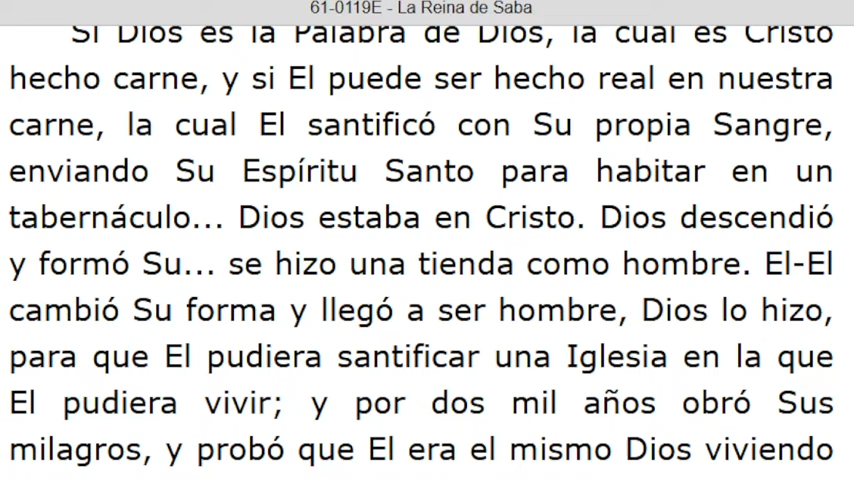 61-0119E - La Reina de Saba
Si Dios es la Palabra de Dios, la cual es Cristo
hecho carne, y si El puede ser hecho real en nuestra
carne, la cual El santificó con Su propia Sangre,
enviando Su Espíritu Santo para habitar en un
tabernáculo... Dios estaba en Cristo. Dios descendió
y formó Su... se hizo una tienda como hombre. El-El
cambió Su forma y llegó a ser hombre, Dios lo hizo,
para que El pudiera santificar una Iglesia en la que
El pudiera vivir; y por dos mil años obró Sus
milagros, y probó que El era el mismo Dios viviendo